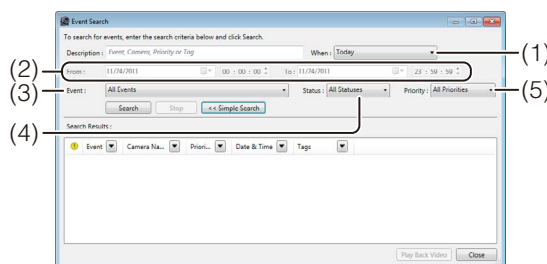 Event Search
To search for events, enter the search criteria below and click Search.
Description : Event, Camera, Priority or Tag When : Today (1)
(2) From : 11/24/2011 00 : 00 : 00 To : 11/24/2011 23 : 59 : 59
(3) Event : All Events Status : All Statuses Priority : All Priorities (5)
Search Stop << Simple Search
(4)
Search Results :
Event Camera Na... Priori... Date & Time Tags
Play Back Video Close